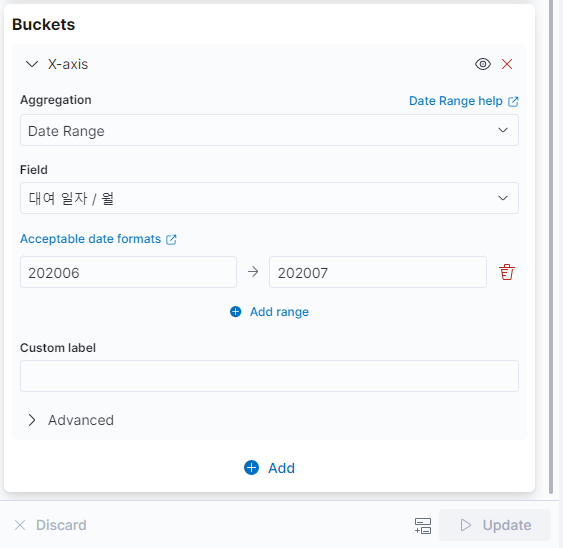 Buckets
X-axis
Aggregation
Date Range help
Date Range
Field
대여 일자 / 월
Acceptable date formats
202006 → 202007
Add range
Custom label
Advanced
Add
Discard
Update